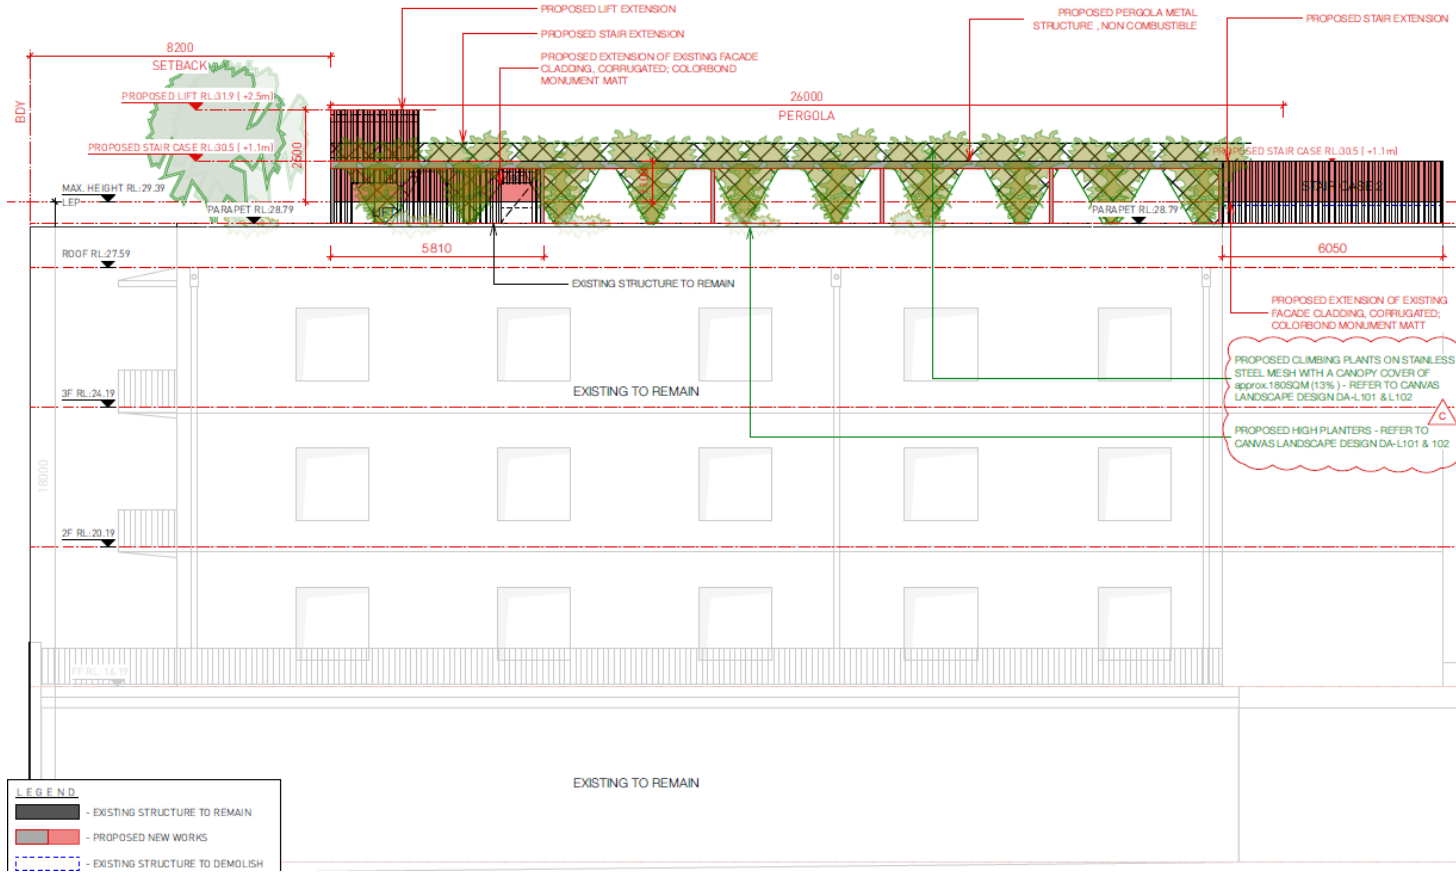 PROPOSED LIFT EXTENSION
PROPOSED STAIR EXTENSION
PROPOSED EXTENSION OF EXISTING FACADE
CLADDING, CORRUGATED; COLORBOND
MONUMENT MATT
PROPOSED PERGOLA METAL
STRUCTURE , NON COMBUSTIBLE
PROPOSED STAIR EXTENSION
8200
SETBACK
BDY
26000
PERGOLA
PROPOSED LIFT RL:31.9 ( +2.5m)
PROPOSED STAIR CASE RL:30.5 ( +1.1m)
2600
PROPOSED STAIR CASE RL:30.5 ( +1.1m)
STAIR CASE 2
MAX. HEIGHT RL:29.39
LEP
PARAPET RL:28.79
LIFT
PARAPET RL:28.79
ROOF RL:27.59
5810
6050
EXISTING STRUCTURE TO REMAIN
PROPOSED EXTENSION OF EXISTING
FACADE CLADDING, CORRUGATED;
COLORBOND MONUMENT MATT
PROPOSED CLIMBING PLANTS ON STAINLESS
STEEL MESH WITH A CANOPY COVER OF
approx.180SQM (13% ) - REFER TO CANVAS
LANDSCAPE DESIGN DA-L101 & L102
C
PROPOSED HIGH PLANTERS - REFER TO
CANVAS LANDSCAPE DESIGN DA-L101 & 102
3F RL:24.19
EXISTING TO REMAIN
18000
2F RL:20.19
FF RL:16.19
EXISTING TO REMAIN
LEGEND
- EXISTING STRUCTURE TO REMAIN
- PROPOSED NEW WORKS
- EXISTING STRUCTURE TO DEMOLISH